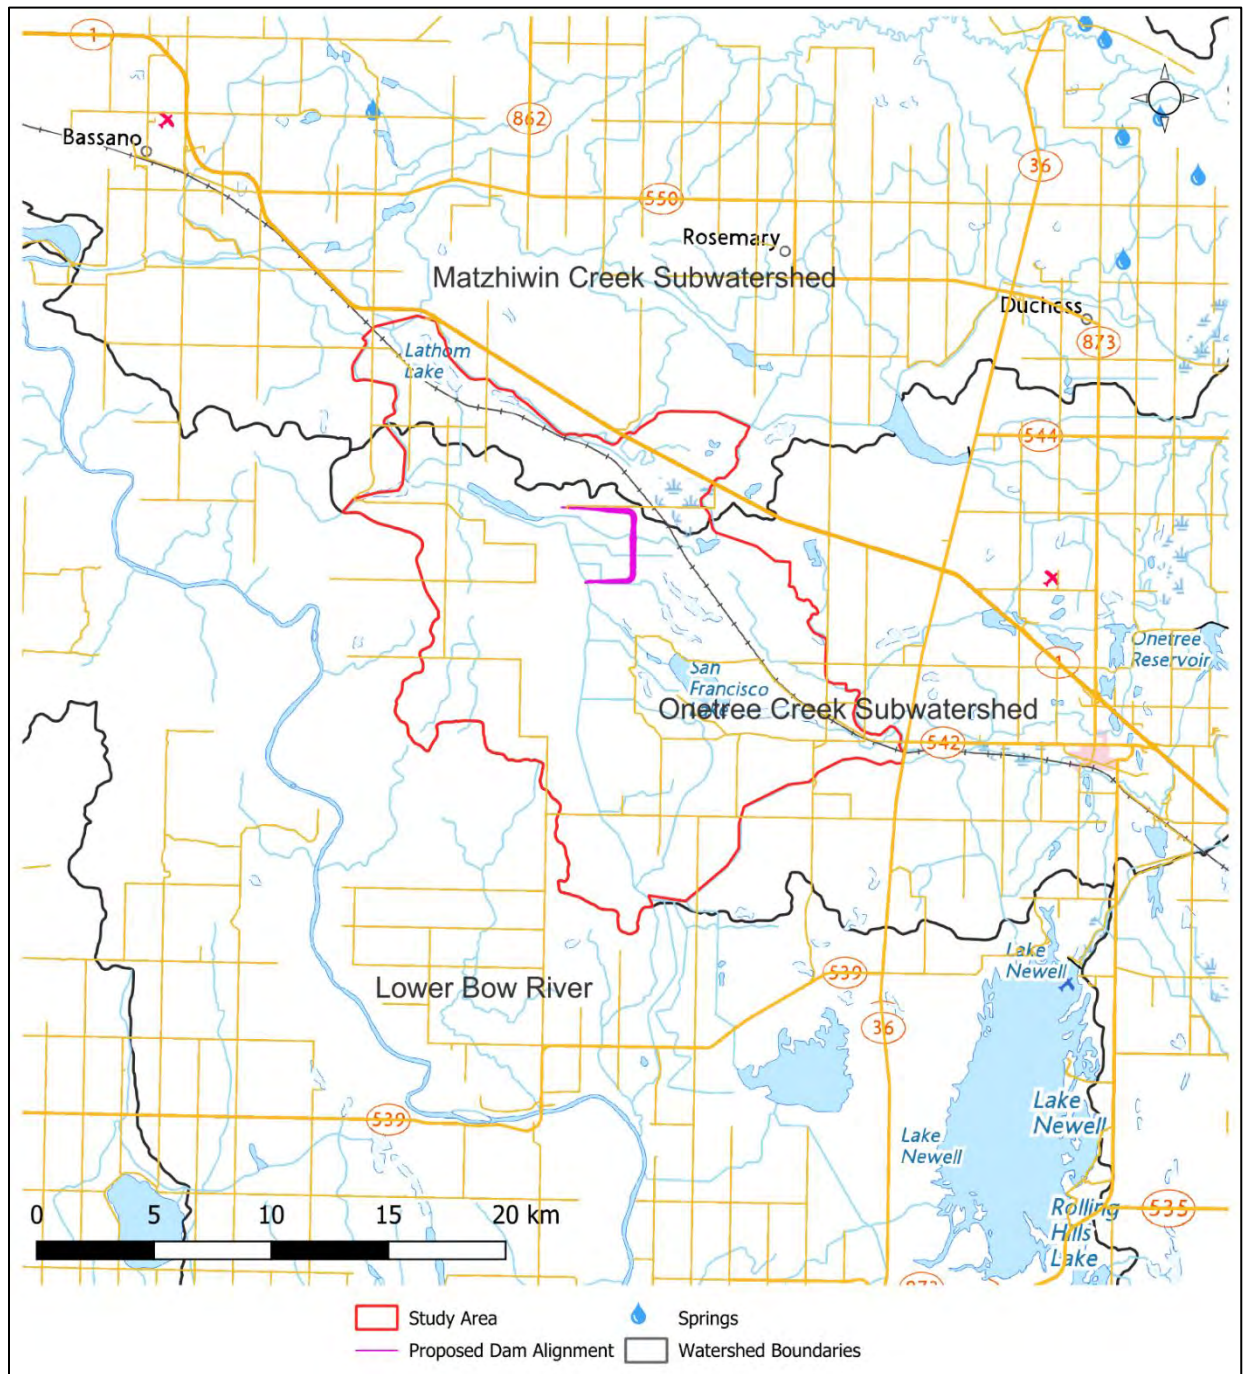 1
Bassano
862
36
550
Rosemary
Matzhiwin Creek Subwatershed
Duchess
873
Lathom
Lake
544
Onetree
Reservoir
1
San
Francisco
Onetree Creek Subwatershed
542
Lake
Newell
539
Lower Bow River
36
Lake
Newell
539
Lake
Newell
535
Rolling
Hills
Lake
0 5 10 15 20 km
873
Study Area
Springs
Proposed Dam Alignment
Watershed Boundaries